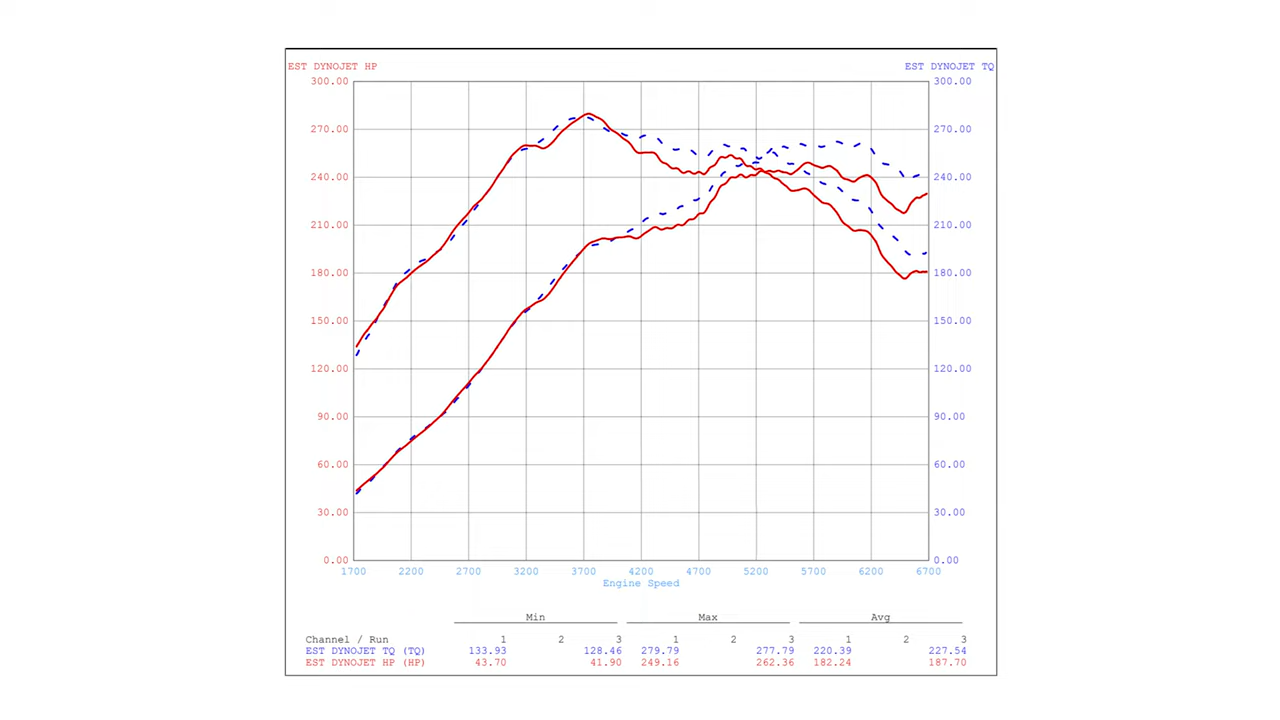 EST DYNOJET HP EST DYNOJET TQ
300.00 300.00
270.00 270.00
240.00 240.00
210.00 210.00
180.00 180.00
150.00 150.00
120.00 120.00
90.00 90.00
60.00 60.00
30.00 30.00
0.00 0.00
1700 2200 2700 3200 3700 4200 4700 5200 5700 6200 6700
Engine Speed
Min Max Avg
Channel / Run 1 2 3 1 2 3 1 2 3
EST DYNOJET TQ (TQ) 133.93 128.46 279.79 277.79 220.39 227.54
EST DYNOJET HP (HP) 43.70 41.90 249.16 262.36 182.24 187.70